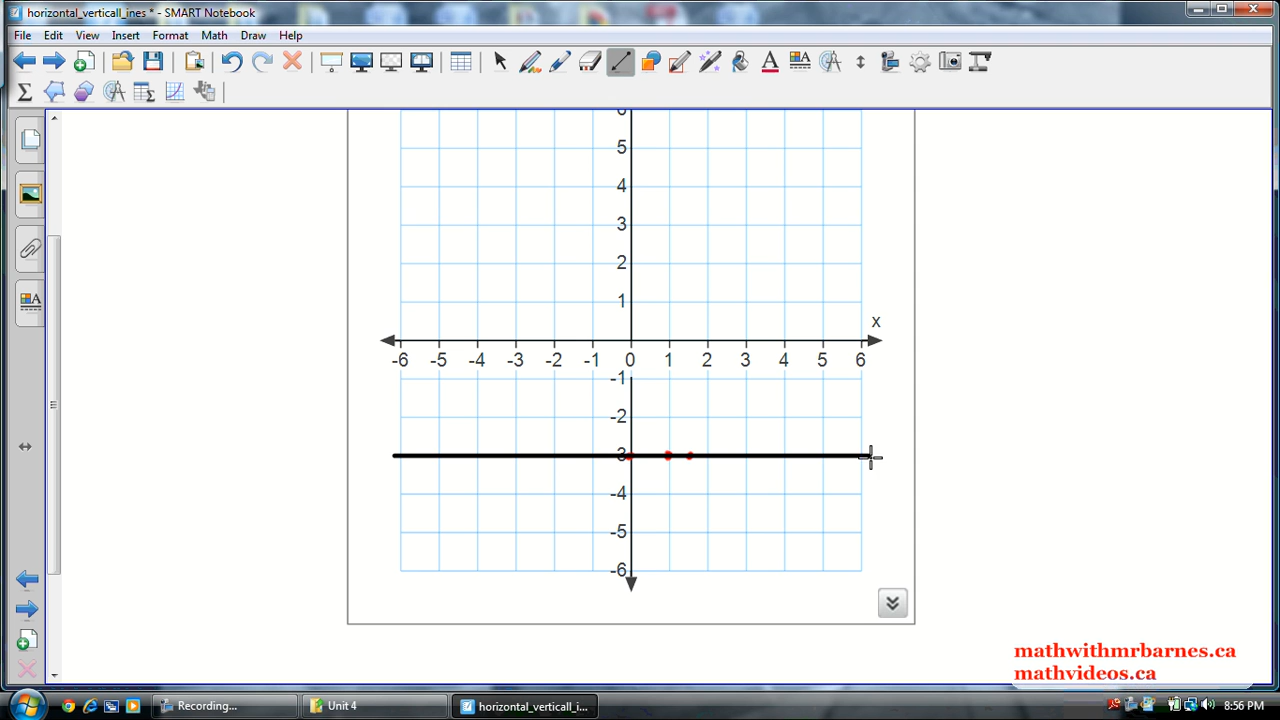 horizontal_verticall_ines * - SMART Notebook
File Edit View Insert Format Math Draw Help
6
5
4
3
2
1
x
-6 -5 -4 -3 -2 -1 0 1 2 3 4 5 6
-1
-2
3
-4
-5
-6
mathwithmrbarnes.ca
mathvideos.ca
Recording... Unit 4 horizontal_verticall_i... 8:56 PM